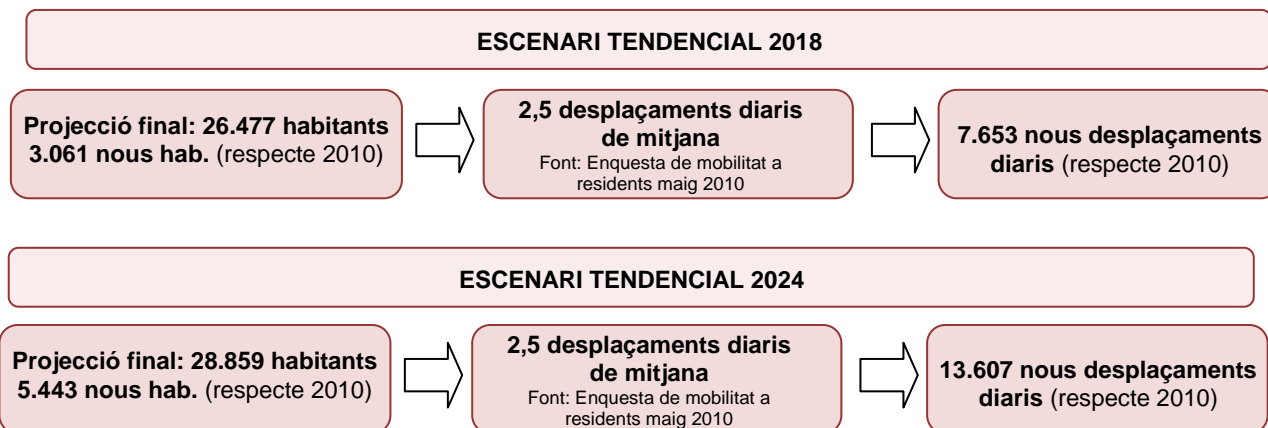 ESCENARI TENDENCIAL 2018
Projecció final: 26.477 habitants
3.061 nous hab. (respecte 2010)
2,5 desplaçaments diaris
de mitjana
Font: Enquesta de mobilitat a
residents maig 2010
7.653 nous desplaçaments
diaris (respecte 2010)
ESCENARI TENDENCIAL 2024
Projecció final: 28.859 habitants
5.443 nous hab. (respecte 2010)
2,5 desplaçaments diaris
de mitjana
Font: Enquesta de mobilitat a
residents maig 2010
13.607 nous desplaçaments
diaris (respecte 2010)